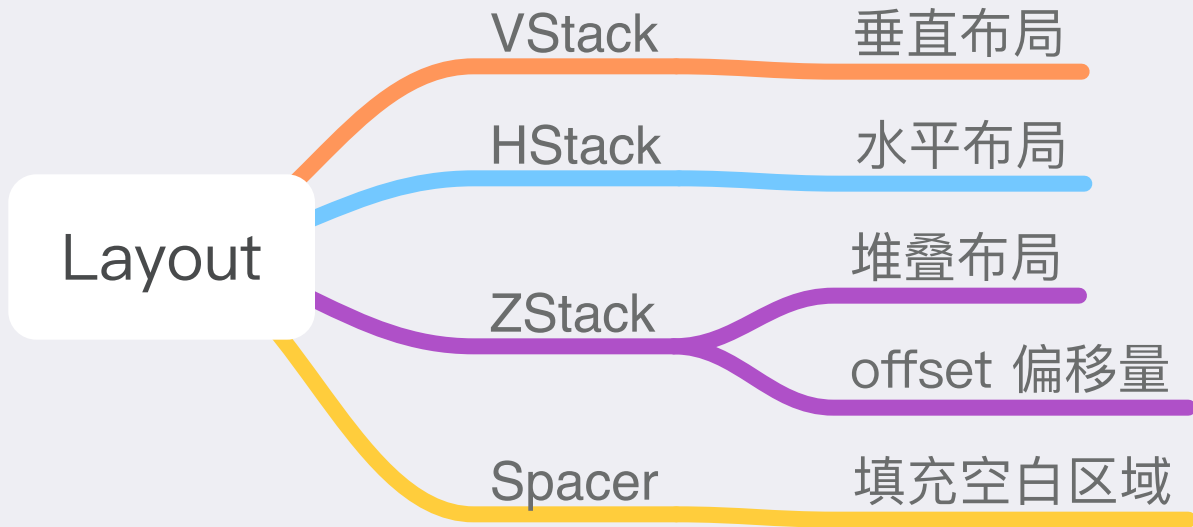 Layout
VStack
垂直布局
HStack
水平布局
ZStack
堆叠布局
offset 偏移量
Spacer
填充空白区域